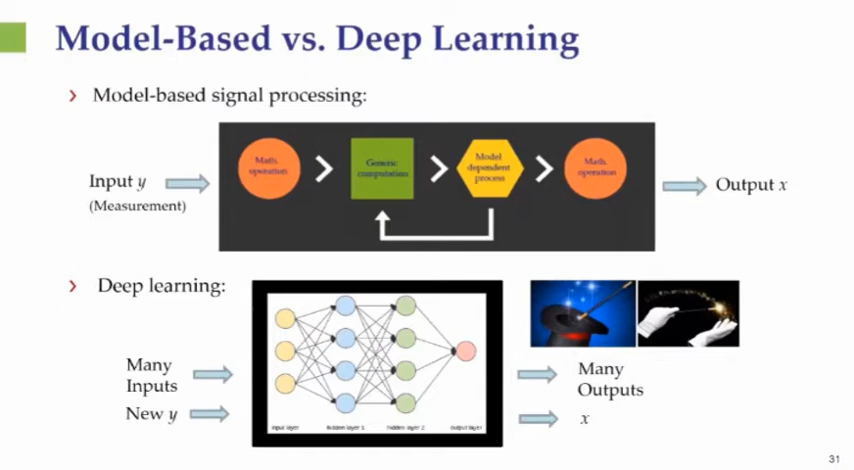 Model-Based vs. Deep Learning
› Model-based signal processing:
Math.
operation
Generic
computation
Model
dependent
process
Math.
operation
Input y
(Measurement)
Output x
› Deep learning:
Many
Inputs
New y
input layer
hidden layer 1
hidden layer 2
output layer
Many
Outputs
x
31